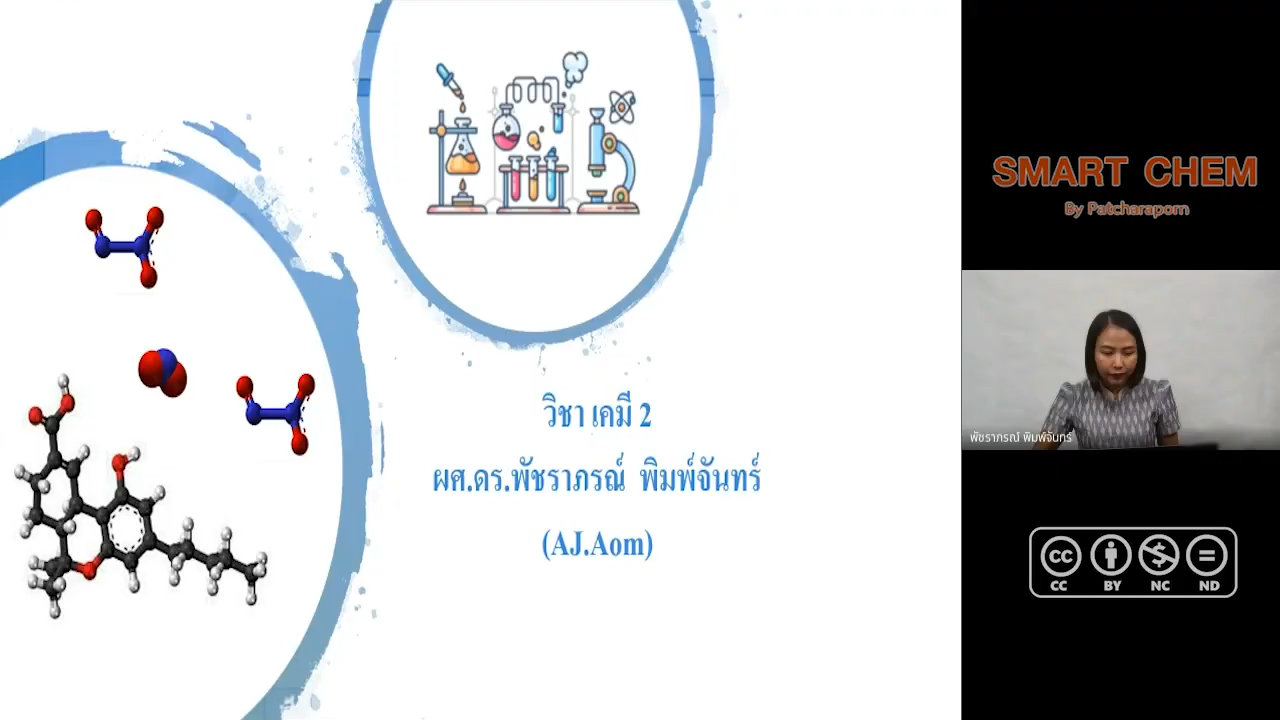 วิชา เคมี 2
ผศ.ดร.พัชราภรณ์ พิมพ์จันทร์
(AJ.Aom)
SMART CHEM
By Patcharaporn
พัชราภรณ์ พิมพ์จันทร์
CC BY NC ND